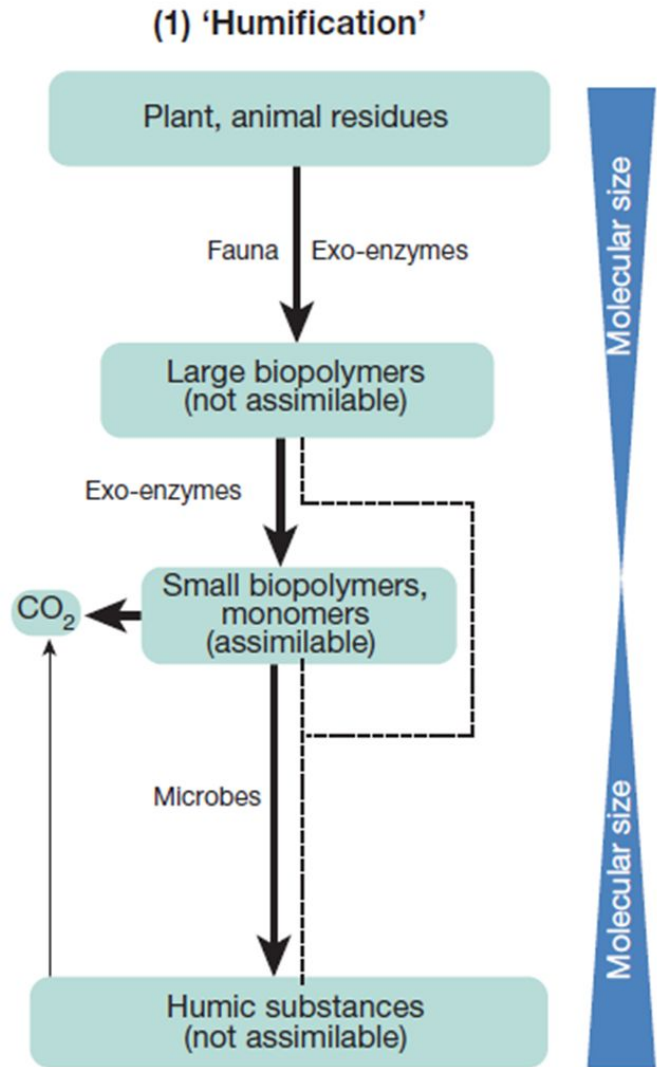 (1) ‘Humification’
Plant, animal residues
Molecular size
Fauna
Exo-enzymes
Large biopolymers
(not assimilable)
Exo-enzymes
Small biopolymers,
monomers
(assimilable)
CO₂
Microbes
Molecular size
Humic substances
(not assimilable)